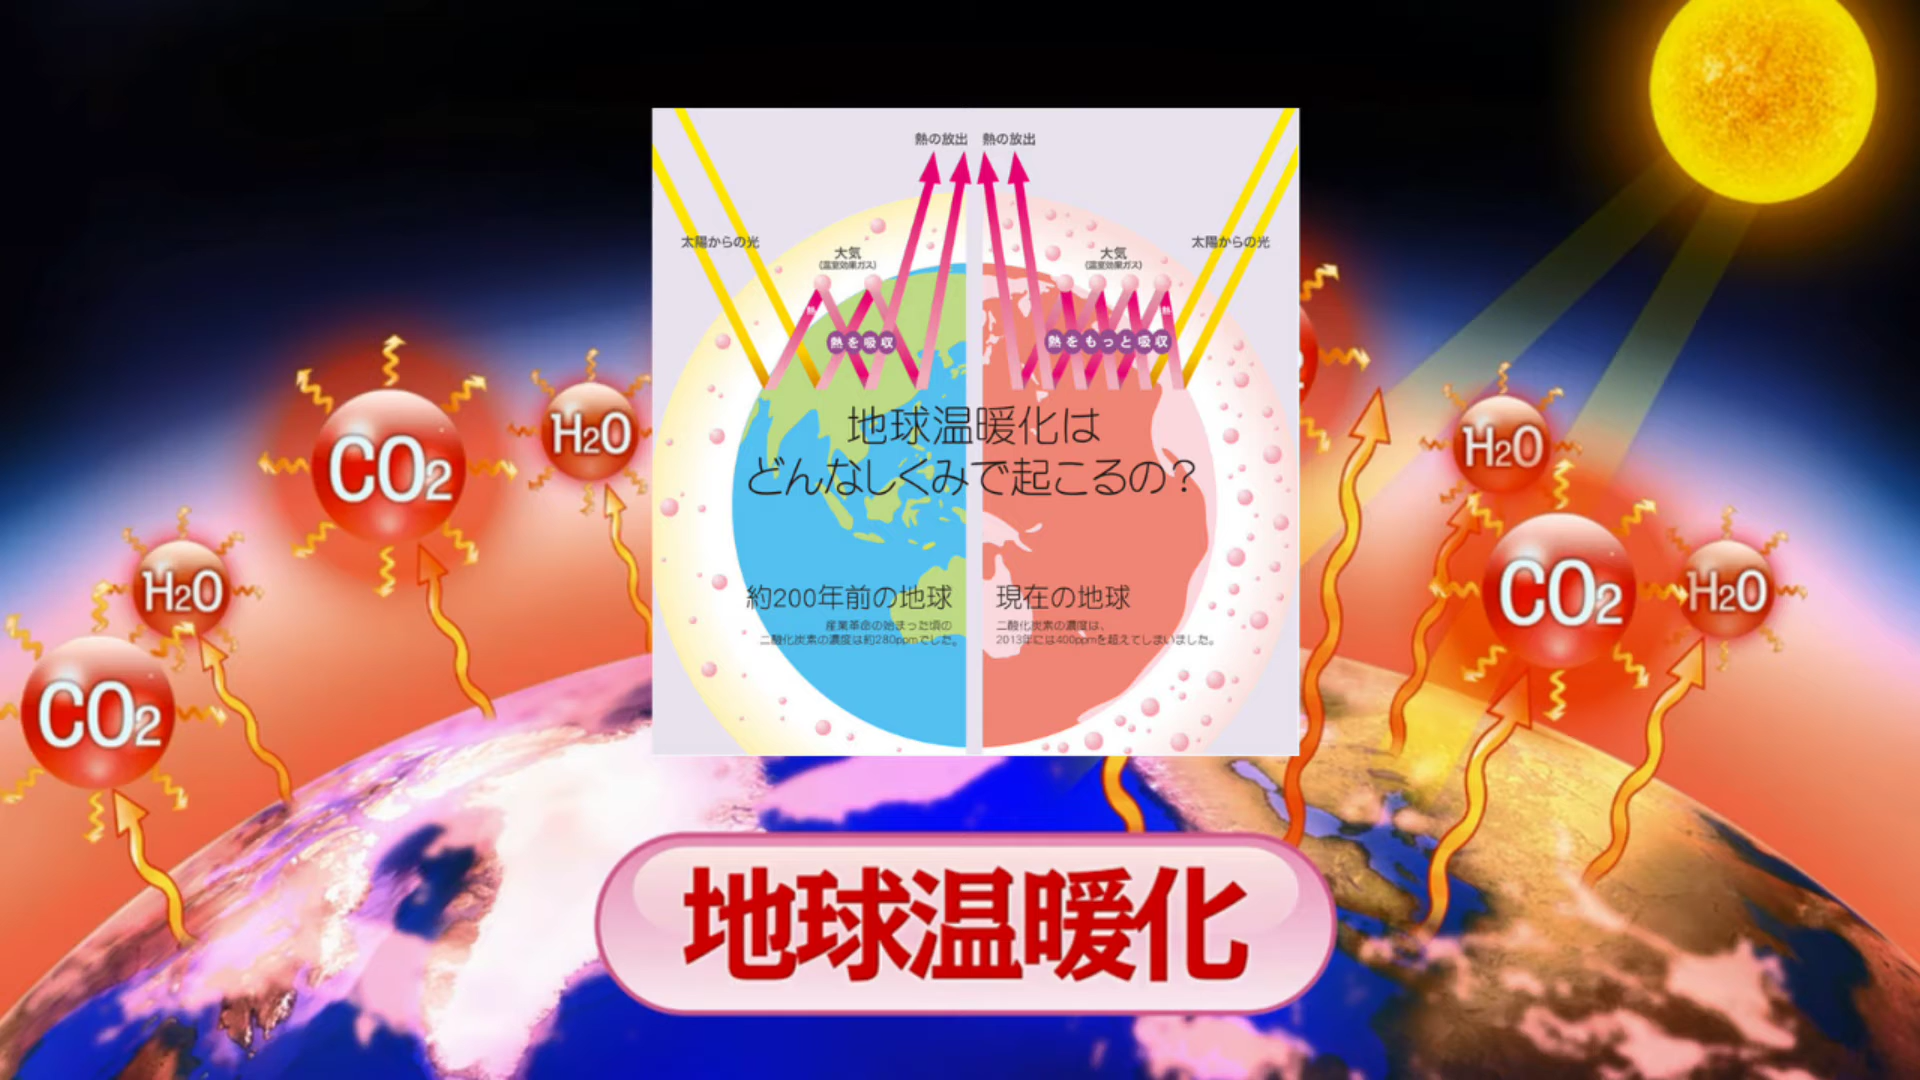 熱の放出 熱の放出
太陽からの光
大気
(温室効果ガス)
大気
(温室効果ガス)
太陽からの光
熱
熱
熱を吸収
熱をもっと吸収
地球温暖化は
どんなしくみで起こるの?
約200年前の地球
産業革命の始まった頃の
二酸化炭素の濃度は約280ppmでした。
現在の地球
二酸化炭素の濃度は、
2013年には400ppmを超えてしまいました。
CO2
H2O
H2O
CO2
H2O
CO2
H2O
地球温暖化